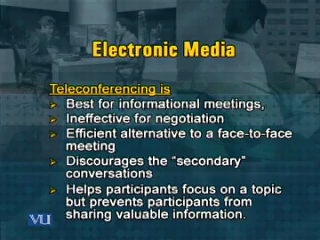 Electronic Media
Teleconferencing is
➢ Best for informational meetings,
➢ Ineffective for negotiation
➢ Efficient alternative to a face-to-face
meeting
➢ Discourages the "secondary"
conversations
➢ Helps participants focus on a topic
but prevents participants from
sharing valuable information.
VU